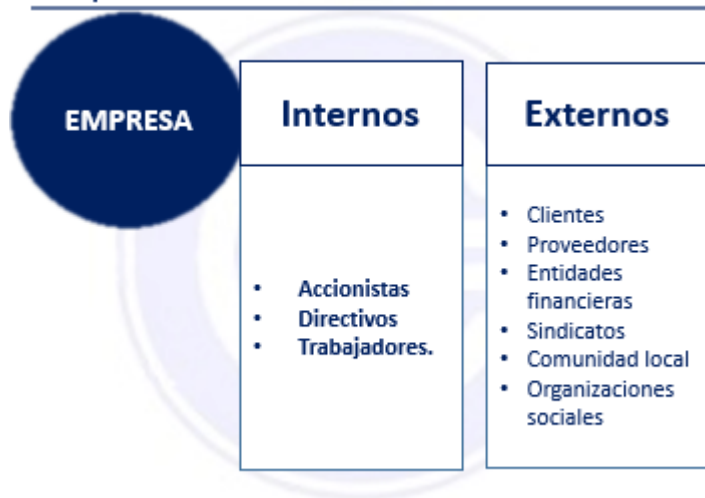 EMPRESA
Internos
• Accionistas
• Directivos
• Trabajadores.
Externos
• Clientes
• Proveedores
• Entidades
financieras
• Sindicatos
• Comunidad local
• Organizaciones
sociales